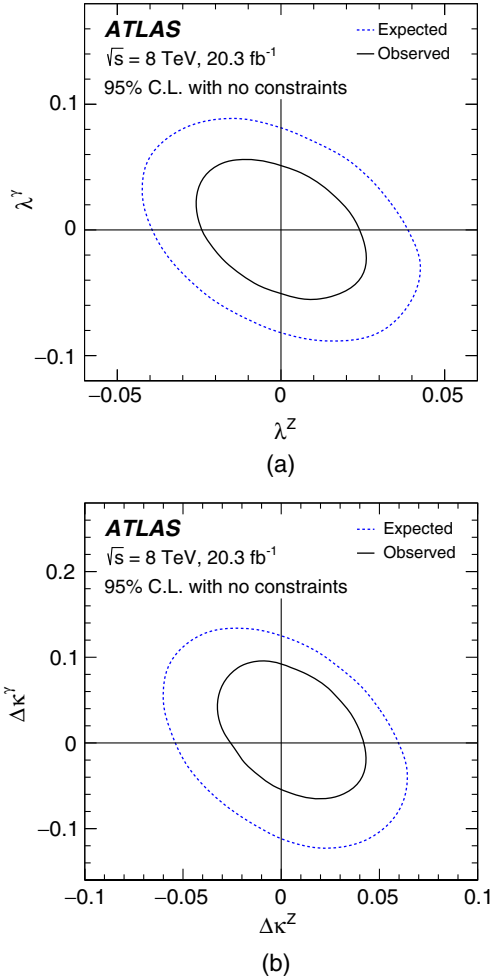 ATLAS
√s = 8 TeV, 20.3 fb⁻¹
95% C.L. with no constraints
Expected
Observed
0.1
0
−0.1
λ^γ
−0.05 0 0.05
λ^Z
(a)
ATLAS
√s = 8 TeV, 20.3 fb⁻¹
95% C.L. with no constraints
Expected
Observed
0.2
0.1
0
−0.1
Δκ^γ
−0.1 −0.05 0 0.05 0.1
Δκ^Z
(b)